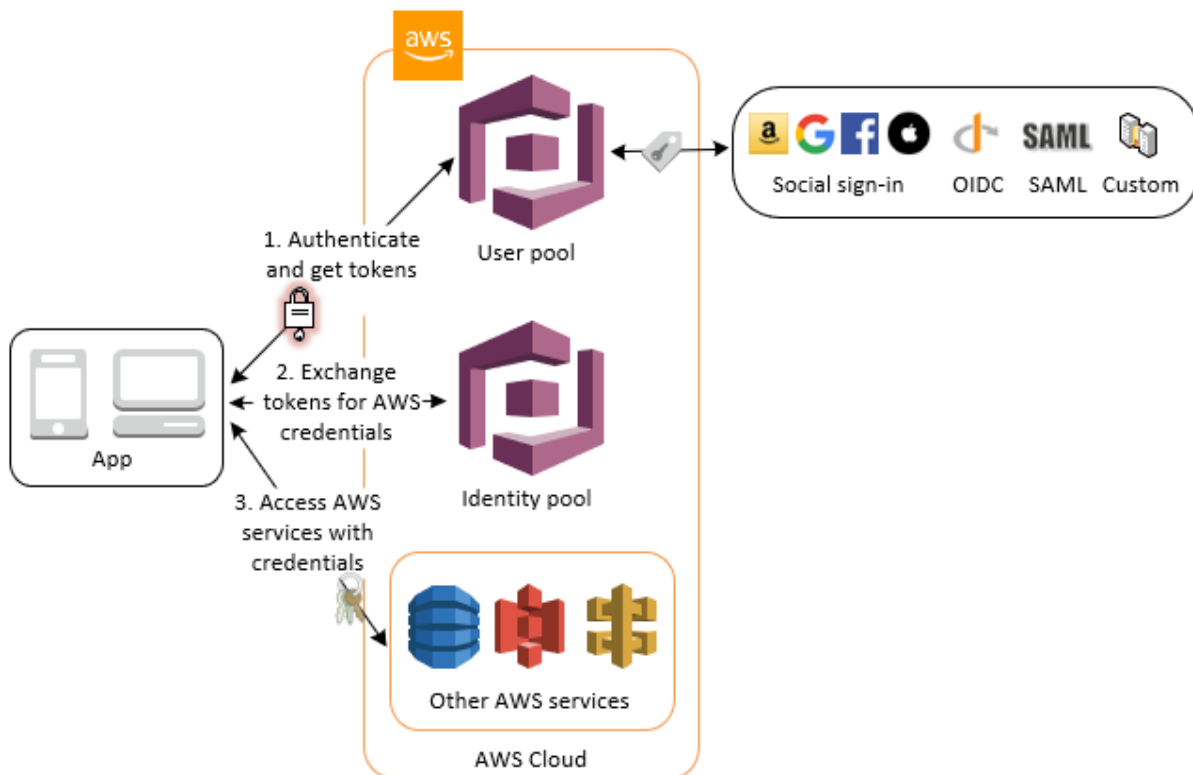 aws
a
G
f
SAML
Social sign-in
OIDC
SAML
Custom
1. Authenticate
and get tokens
User pool
2. Exchange
tokens for AWS
credentials
App
Identity pool
3. Access AWS
services with
credentials
Other AWS services
AWS Cloud